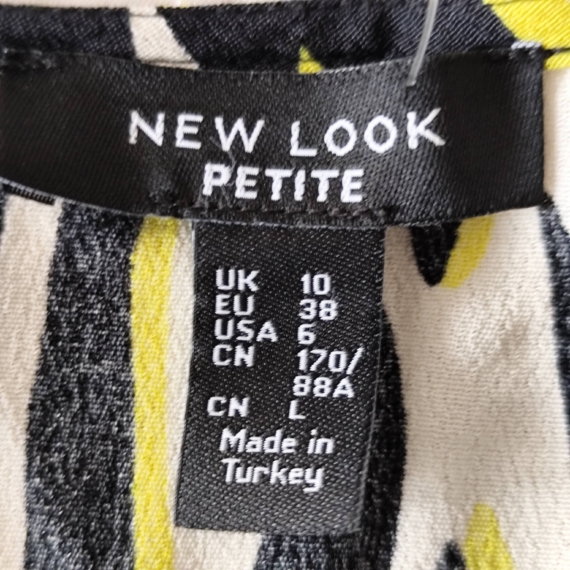 NEW LOOK
PETITE
UK 10
EU 38
USA 6
CN 170/
88A
CN L
Made in
Turkey